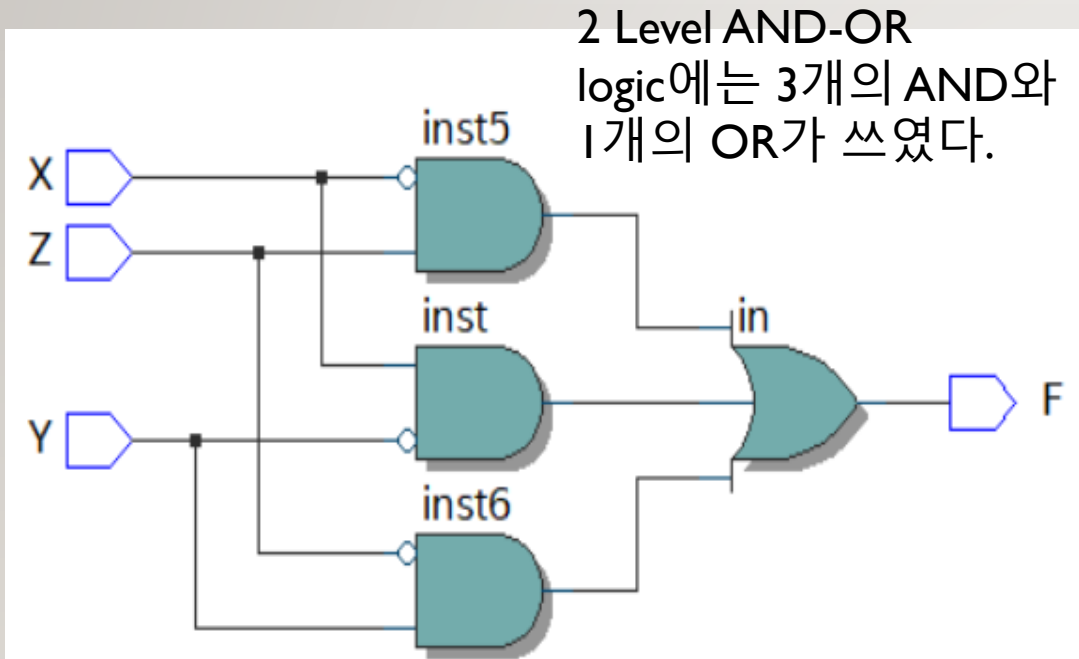 2 Level AND-OR
logic에는 3개의 AND와
1개의 OR가 쓰였다.
inst5
X
Z
inst
in
F
Y
inst6